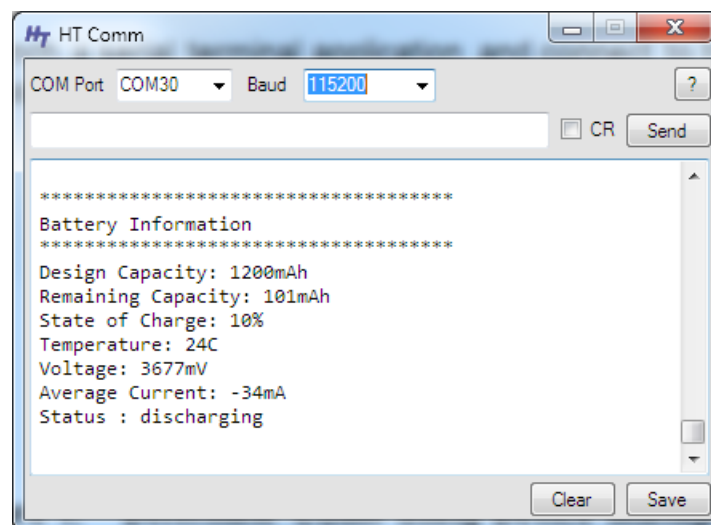 HT HT Comm
COM Port COM30 Baud 115200 ?
CR Send
*************************************
Battery Information
*************************************
Design Capacity: 1200mAh
Remaining Capacity: 101mAh
State of Charge: 10%
Temperature: 24C
Voltage: 3677mV
Average Current: -34mA
Status : discharging
Clear Save